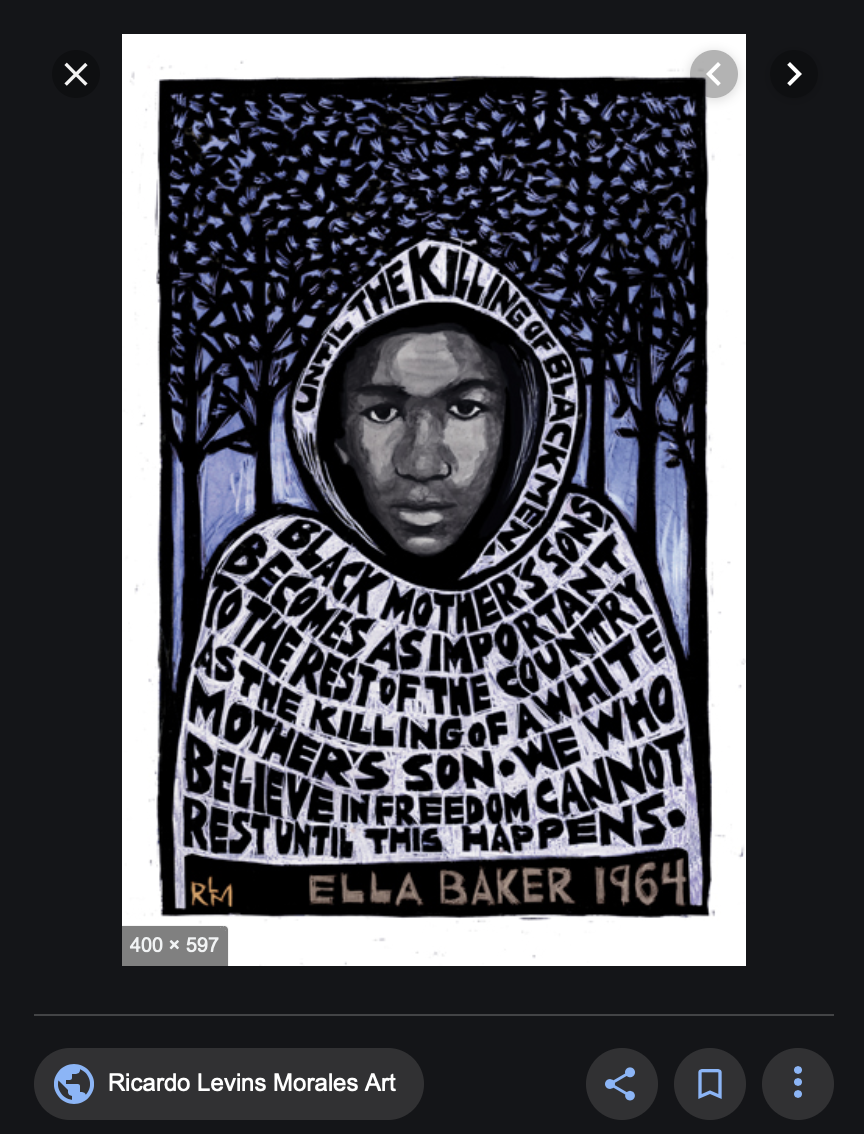 UNTIL THE KILLING OF BLACK MEN,
BLACK MOTHER'S SONS
BECOMES AS IMPORTANT
TO THE REST OF THE COUNTRY
AS THE KILLING OF A WHITE
MOTHER'S SON • WE WHO
BELIEVE IN FREEDOM CANNOT
REST UNTIL THIS HAPPENS •
RLM
ELLA BAKER 1964
400 × 597
Ricardo Levins Morales Art